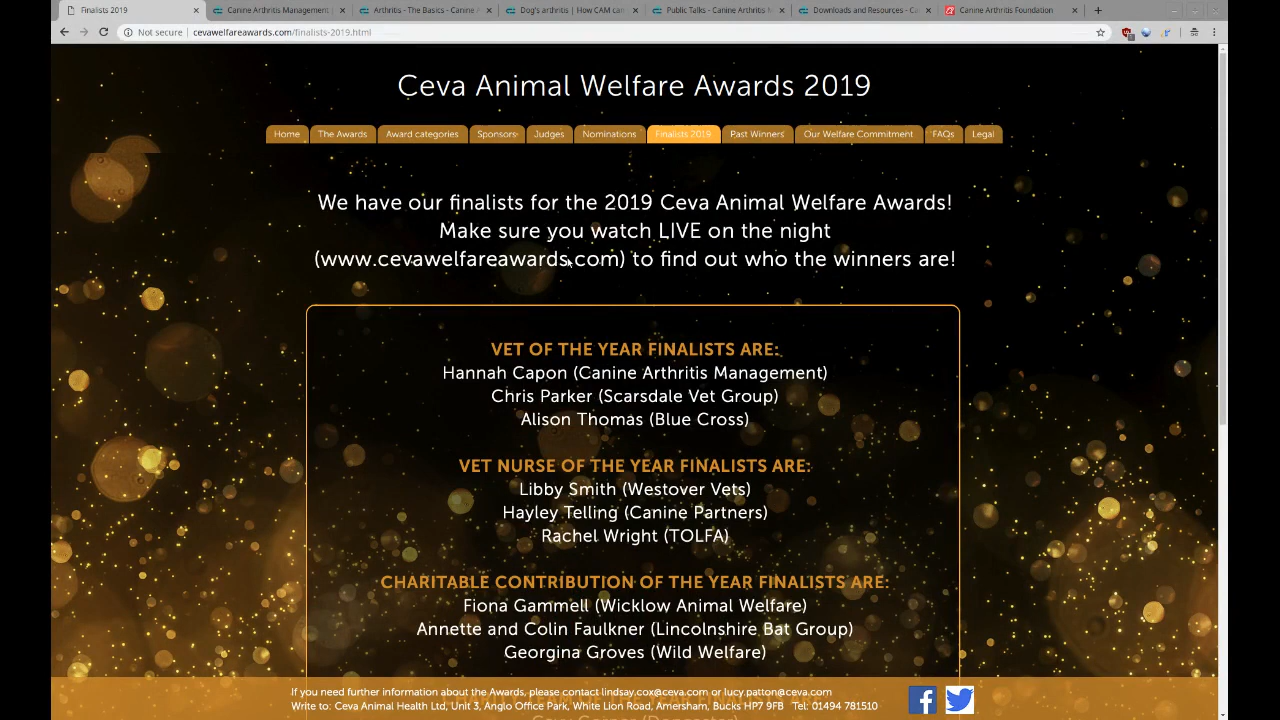 Finalists 2019
Canine Arthritis Management
Arthritis - The Basics - Canine A
Dog's arthritis | How CAM can
Public Talks - Canine Arthritis M
Downloads and Resources - Ca
Canine Arthritis Foundation
Not secure
cevawelfareawards.com/finalists-2019.html
Ceva Animal Welfare Awards 2019
Home
The Awards
Award categories
Sponsors
Judges
Nominations
Finalists 2019
Past Winners
Our Welfare Commitment
FAQs
Legal
We have our finalists for the 2019 Ceva Animal Welfare Awards!
Make sure you watch LIVE on the night
(www.cevawelfareawards.com) to find out who the winners are!
VET OF THE YEAR FINALISTS ARE:
Hannah Capon (Canine Arthritis Management)
Chris Parker (Scarsdale Vet Group)
Alison Thomas (Blue Cross)
VET NURSE OF THE YEAR FINALISTS ARE:
Libby Smith (Westover Vets)
Hayley Telling (Canine Partners)
Rachel Wright (TOLFA)
CHARITABLE CONTRIBUTION OF THE YEAR FINALISTS ARE:
Fiona Gammell (Wicklow Animal Welfare)
Annette and Colin Faulkner (Lincolnshire Bat Group)
Georgina Groves (Wild Welfare)
If you need further information about the Awards, please contact lindsay.cox@ceva.com or lucy.patton@ceva.com
Write to: Ceva Animal Health Ltd, Unit 3, Anglo Office Park, White Lion Road, Amersham, Bucks HP7 9FB Tel: 01494 781510